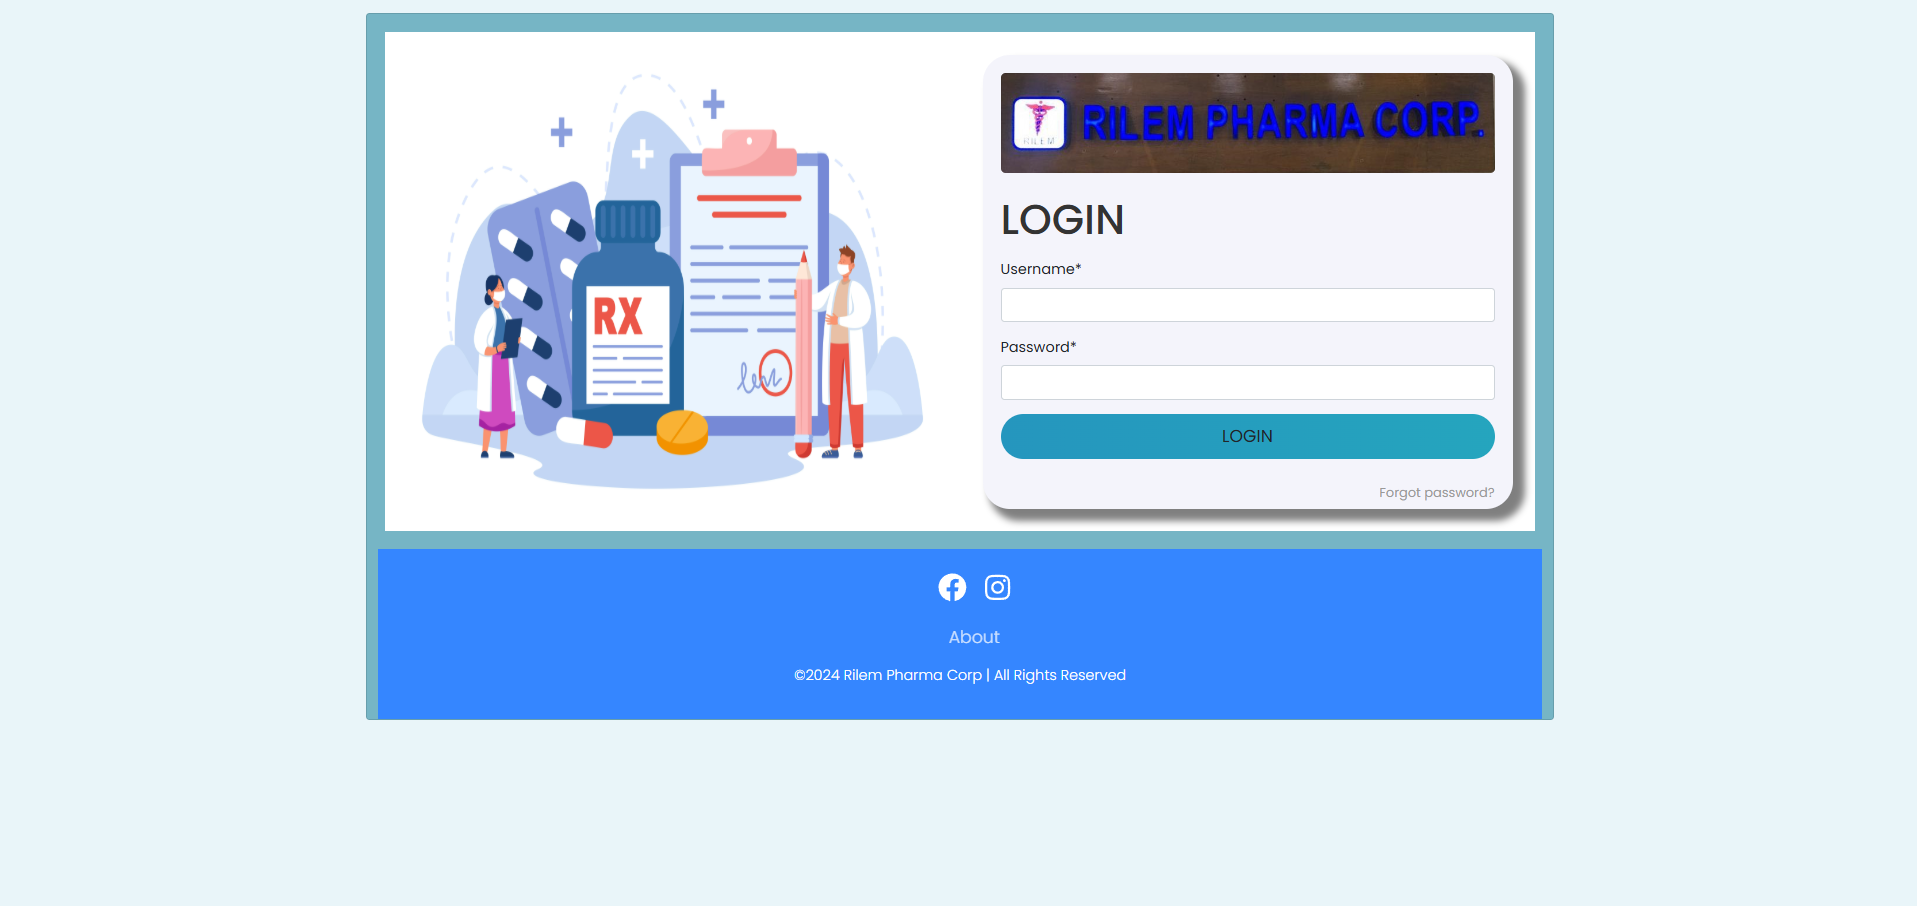 RX
RILEM
RILEM PHARMA CORP.
LOGIN
Username*
Password*
LOGIN
Forgot password?
About
©2024 Rilem Pharma Corp | All Rights Reserved